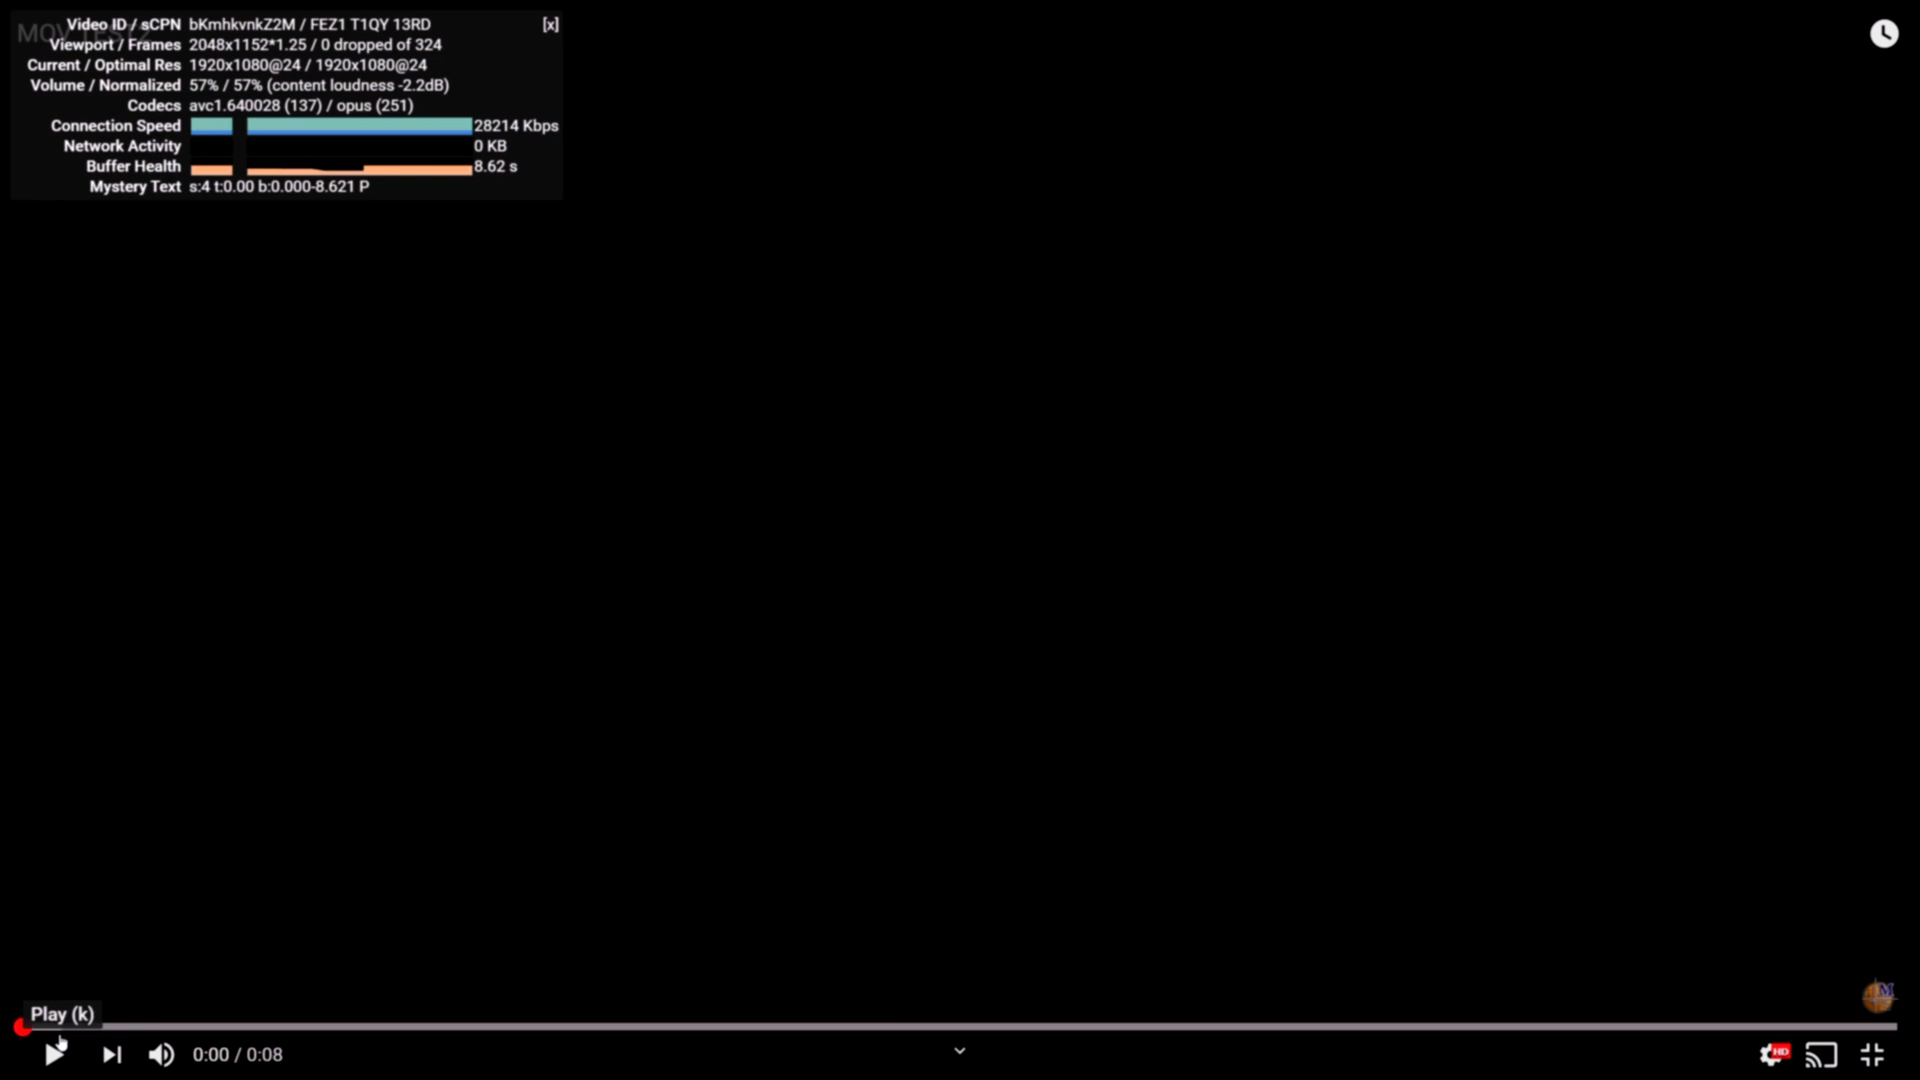 MOV TEST2
Video ID / sCPN bKmhkvnkZ2M / FEZ1 T1QY 13RD [x]
Viewport / Frames 2048x1152*1.25 / 0 dropped of 324
Current / Optimal Res 1920x1080@24 / 1920x1080@24
Volume / Normalized 57% / 57% (content loudness -2.2dB)
Codecs avc1.640028 (137) / opus (251)
Connection Speed 28214 Kbps
Network Activity 0 KB
Buffer Health 8.62 s
Mystery Text s:4 t:0.00 b:0.000-8.621 P
M
Play (k)
0:00 / 0:08
HD